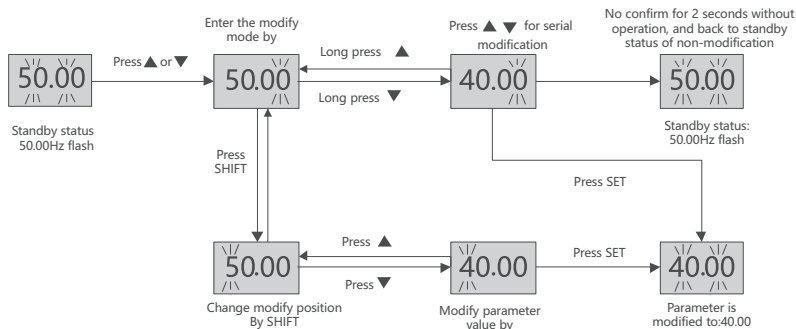 Enter the modify
mode by
Press ▲ ▼ for serial
modification
No confirm for 2 seconds without
operation, and back to standby
status of non-modification
50.00
Press ▲ or ▼
50.00
Long press ▲
Long press ▼
40.00
50.00
Standby status
50.00Hz flash
Standby status:
50.00Hz flash
Press
SHIFT
Press SET
50.00
Press ▲
Press ▼
40.00
Press SET
40.00
Change modify position
By SHIFT
Modify parameter
value by
Parameter is
modified to:40.00